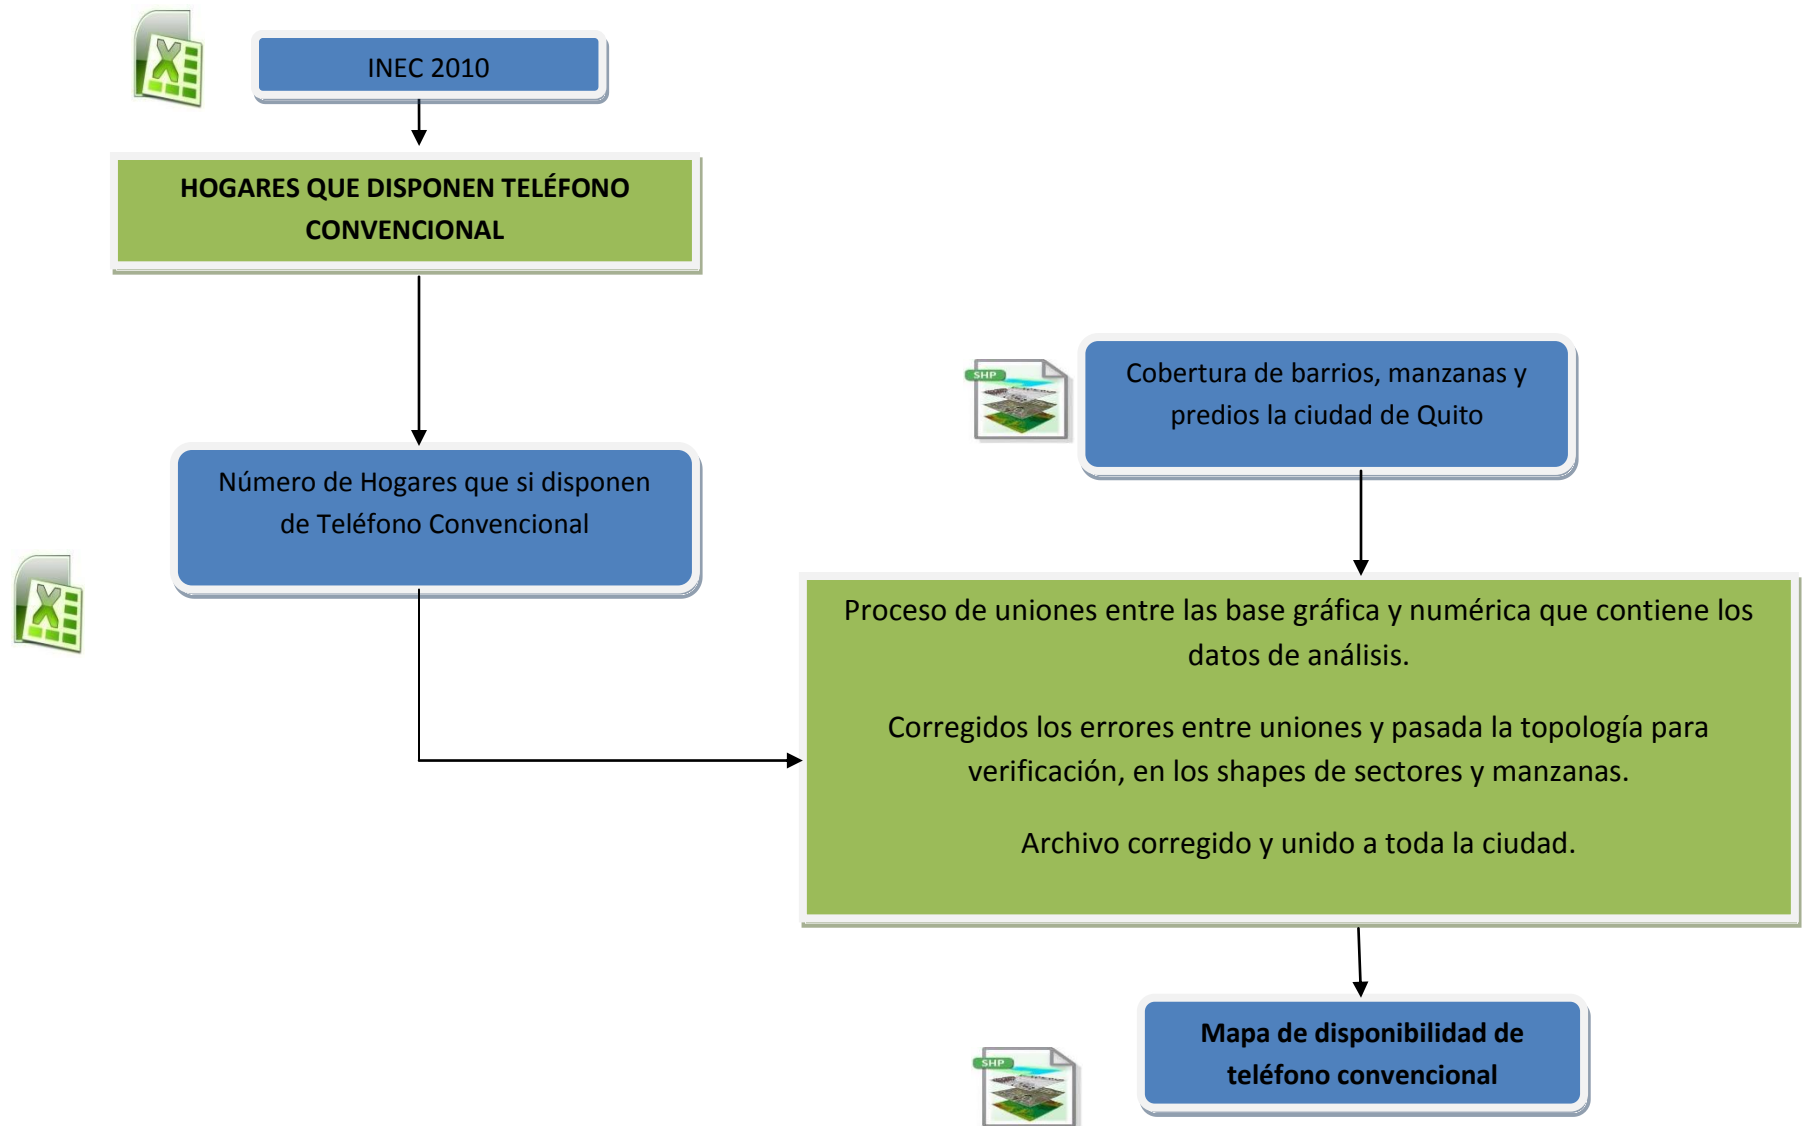 INEC 2010
HOGARES QUE DISPONEN TELÉFONO
CONVENCIONAL
SHP
Cobertura de barrios, manzanas y
predios la ciudad de Quito
Número de Hogares que si disponen
de Teléfono Convencional
Proceso de uniones entre las base gráfica y numérica que contiene los
datos de análisis.
Corregidos los errores entre uniones y pasada la topología para
verificación, en los shapes de sectores y manzanas.
Archivo corregido y unido a toda la ciudad.
SHP
Mapa de disponibilidad de
teléfono convencional